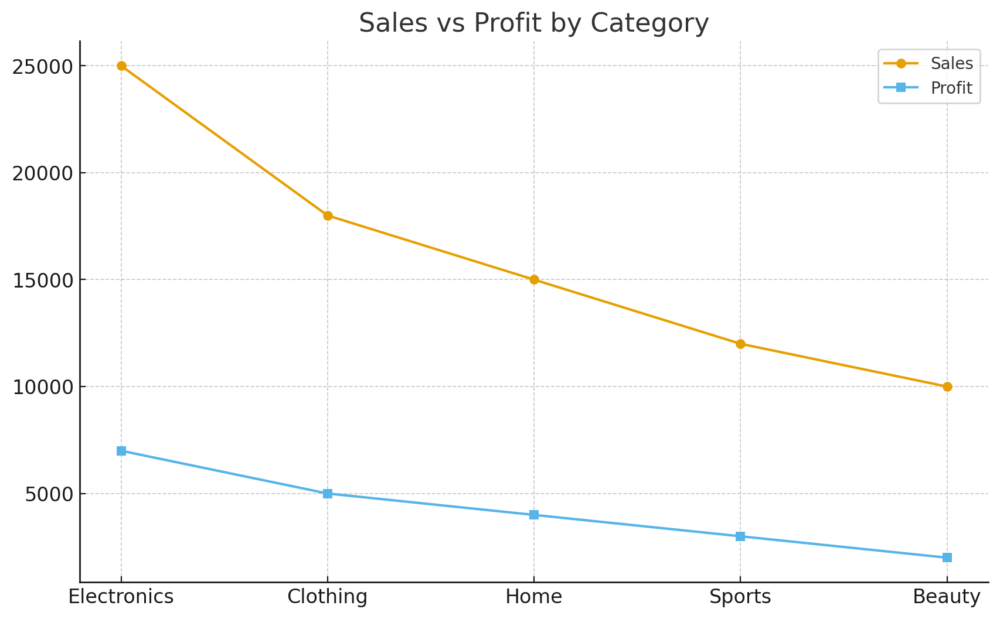 Sales vs Profit by Category
Sales
Profit
25000
20000
15000
10000
5000
Electronics Clothing Home Sports Beauty